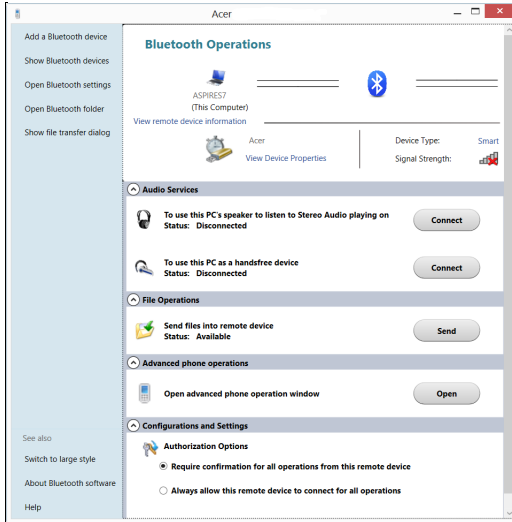 Acer
Add a Bluetooth device
Show Bluetooth devices
Open Bluetooth settings
Open Bluetooth folder
Show file transfer dialog
See also
Switch to large style
About Bluetooth software
Help
Bluetooth Operations
ASPIRES7
(This Computer)
View remote device information
Acer
View Device Properties
Device Type: Smart
Signal Strength:
Audio Services
To use this PC's speaker to listen to Stereo Audio playing on
Status: Disconnected
Connect
To use this PC as a handsfree device
Status: Disconnected
Connect
File Operations
Send files into remote device
Status: Available
Send
Advanced phone operations
Open advanced phone operation window
Open
Configurations and Settings
Authorization Options
Require confirmation for all operations from this remote device
Always allow this remote device to connect for all operations